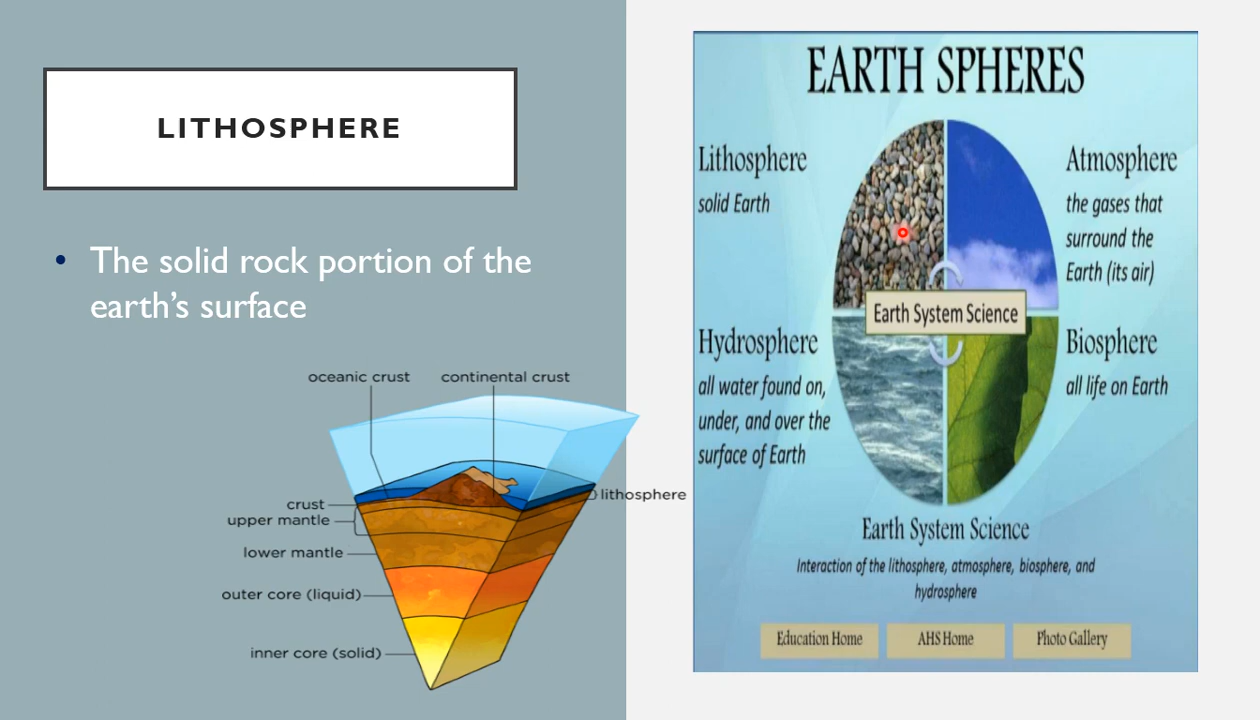 LITHOSPHERE
• The solid rock portion of the
earth's surface
oceanic crust
continental crust
crust
upper mantle
lithosphere
lower mantle
outer core (liquid)
inner core (solid)
EARTH SPHERES
Lithosphere
solid Earth
Atmosphere
the gases that
surround the
Earth (its air)
Earth System Science
Hydrosphere
all water found on,
under, and over the
surface of Earth
Biosphere
all life on Earth
Earth System Science
Interaction of the lithosphere, atmosphere, biosphere, and
hydrosphere
Education Home
AHS Home
Photo Gallery